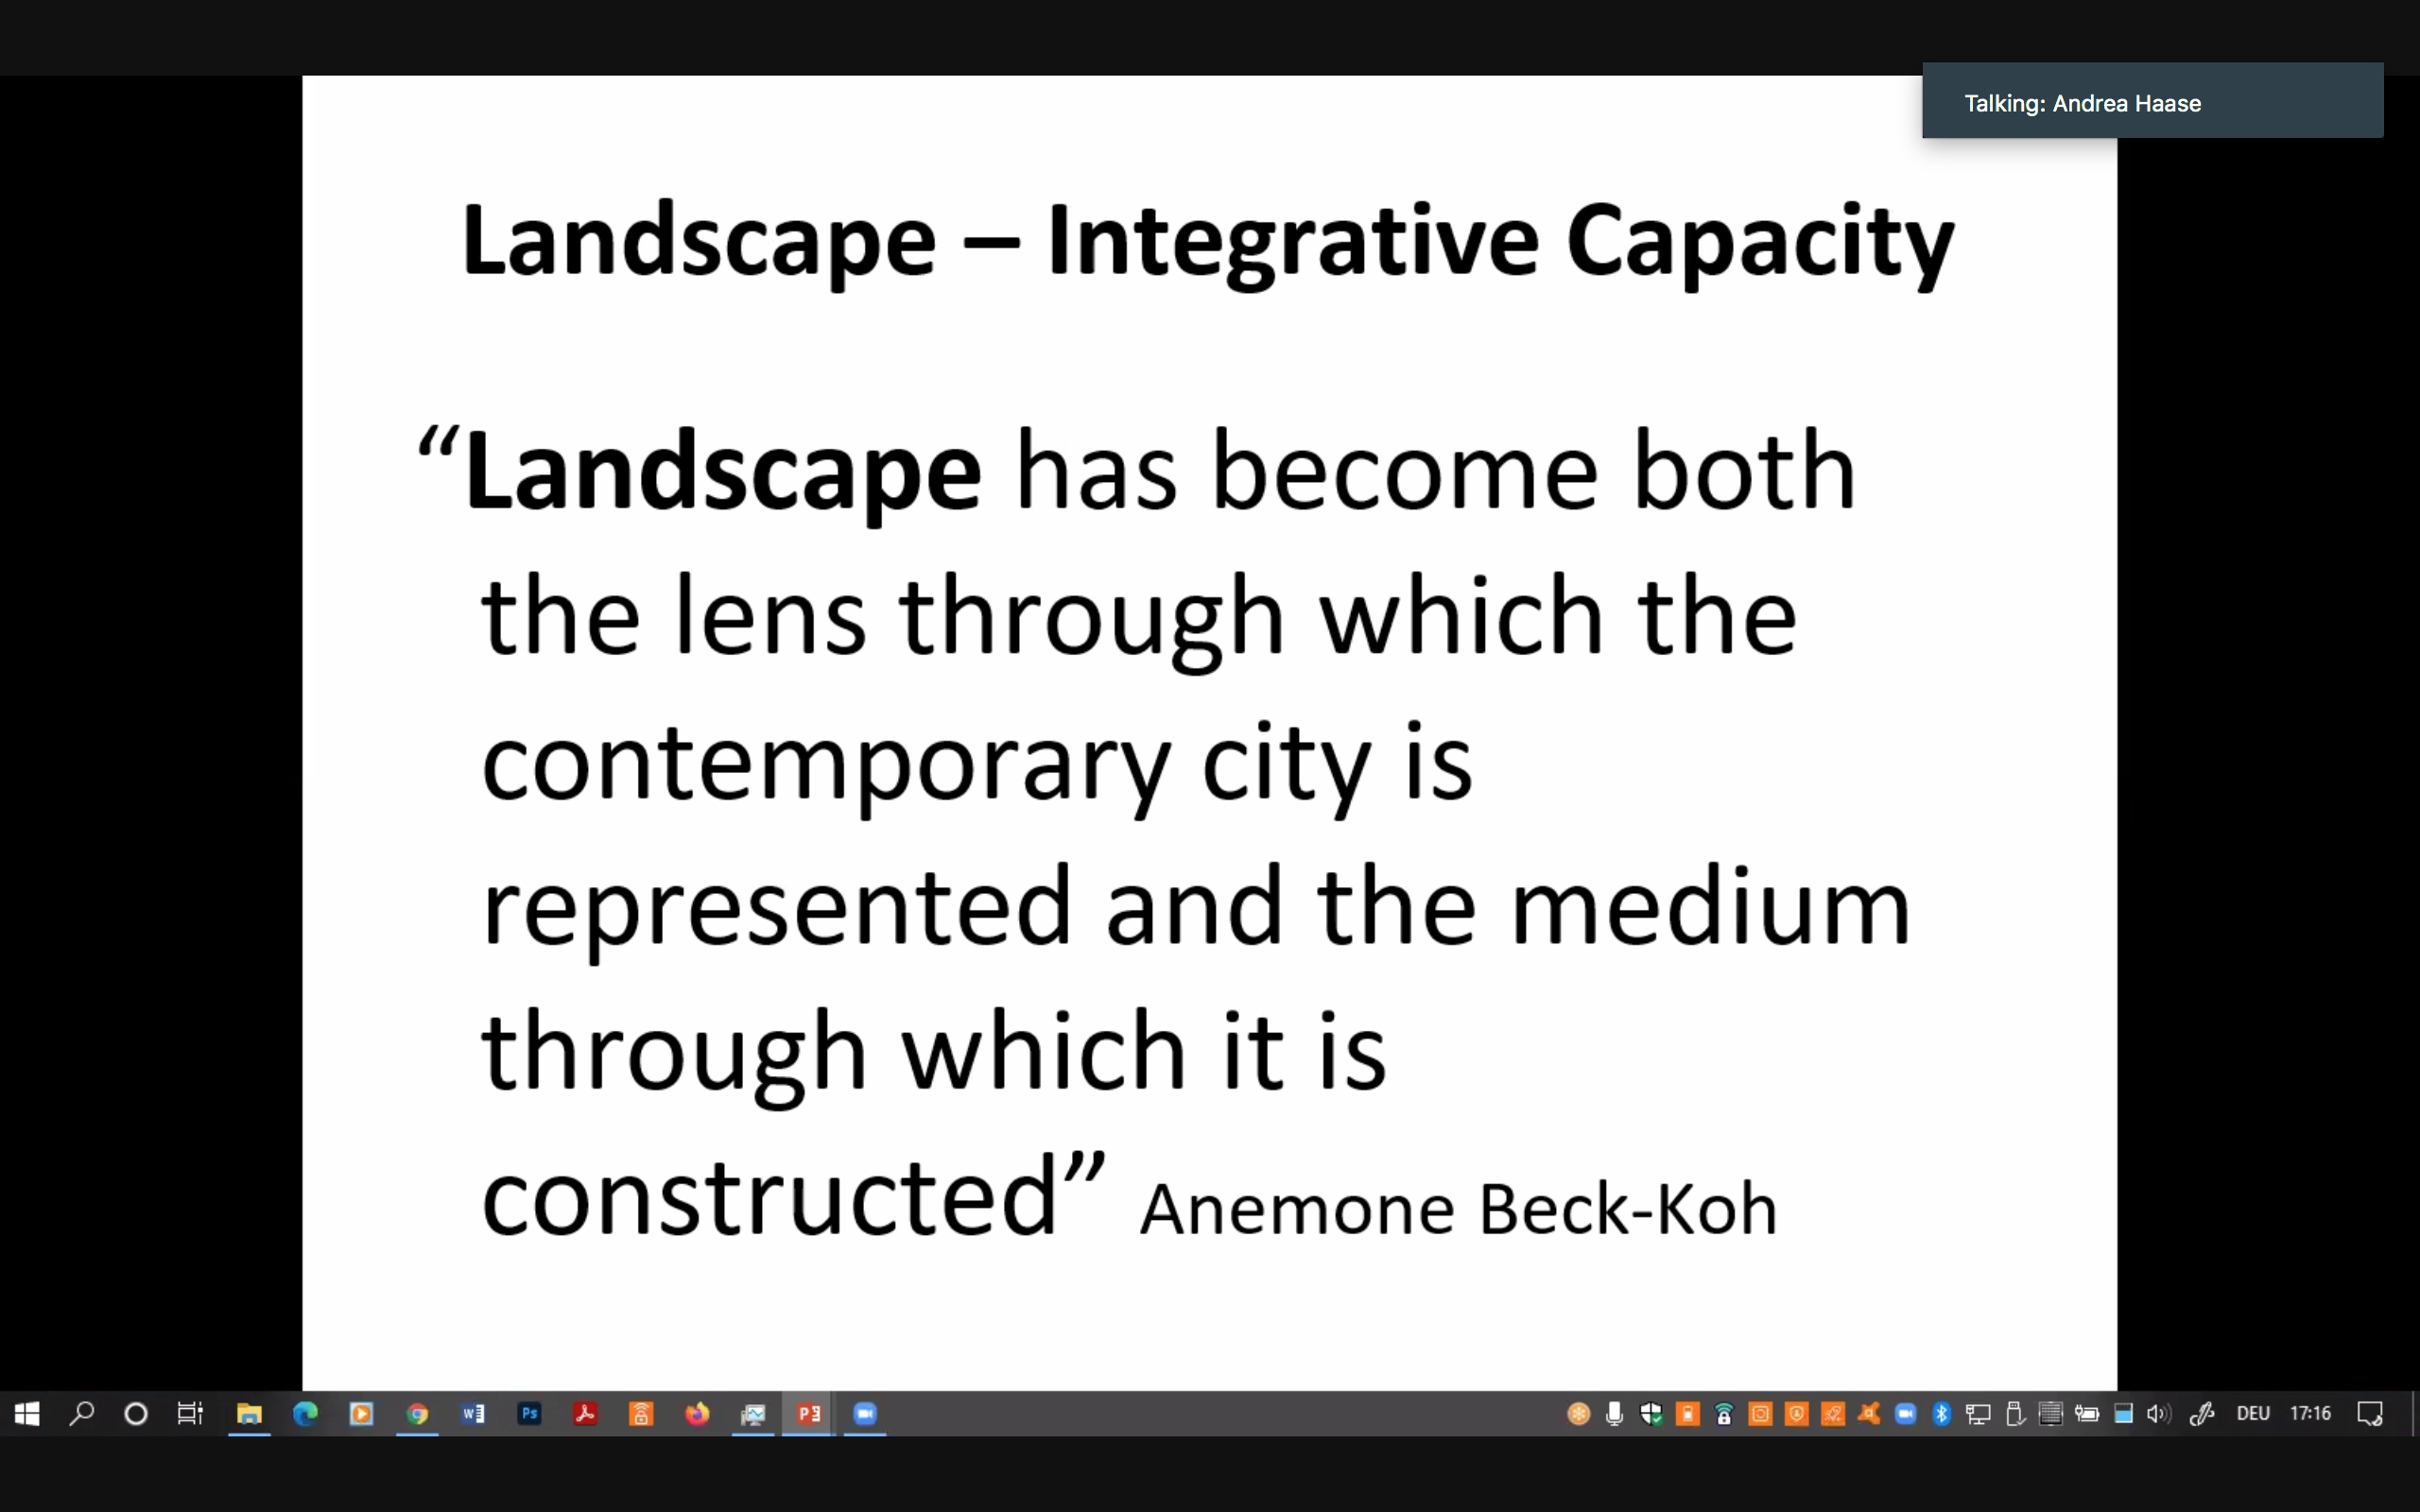 Talking: Andrea Haase
Landscape – Integrative Capacity
“Landscape has become both
the lens through which the
contemporary city is
represented and the medium
through which it is
constructed” Anemone Beck-Koh
W Ps P DEU 17:16